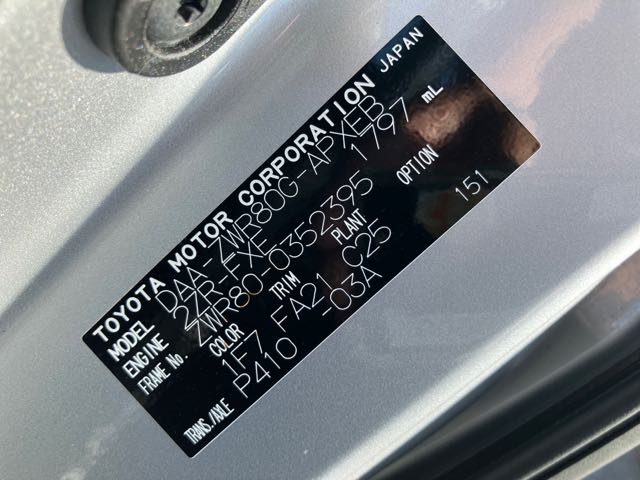 TOYOTA MOTOR CORPORATION JAPAN
MODEL DAA-ZWR80G-APXEB
ENGINE 2ZR-FXE 1797 mL
FRAME No. ZWR80-0352395
COLOR TRIM PLANT OPTION
1F7 FA21 C25 151
TRANS./AXLE P410 -03A